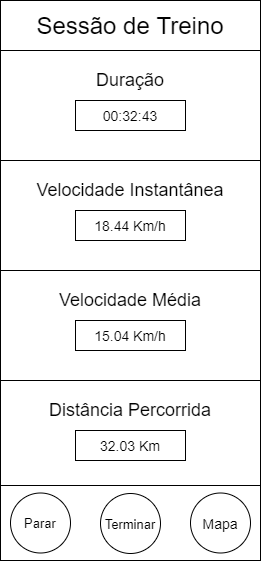 Sessão de Treino
Duração
00:32:43
Velocidade Instantânea
18.44 Km/h
Velocidade Média
15.04 Km/h
Distância Percorrida
32.03 Km
Parar
Terminar
Mapa